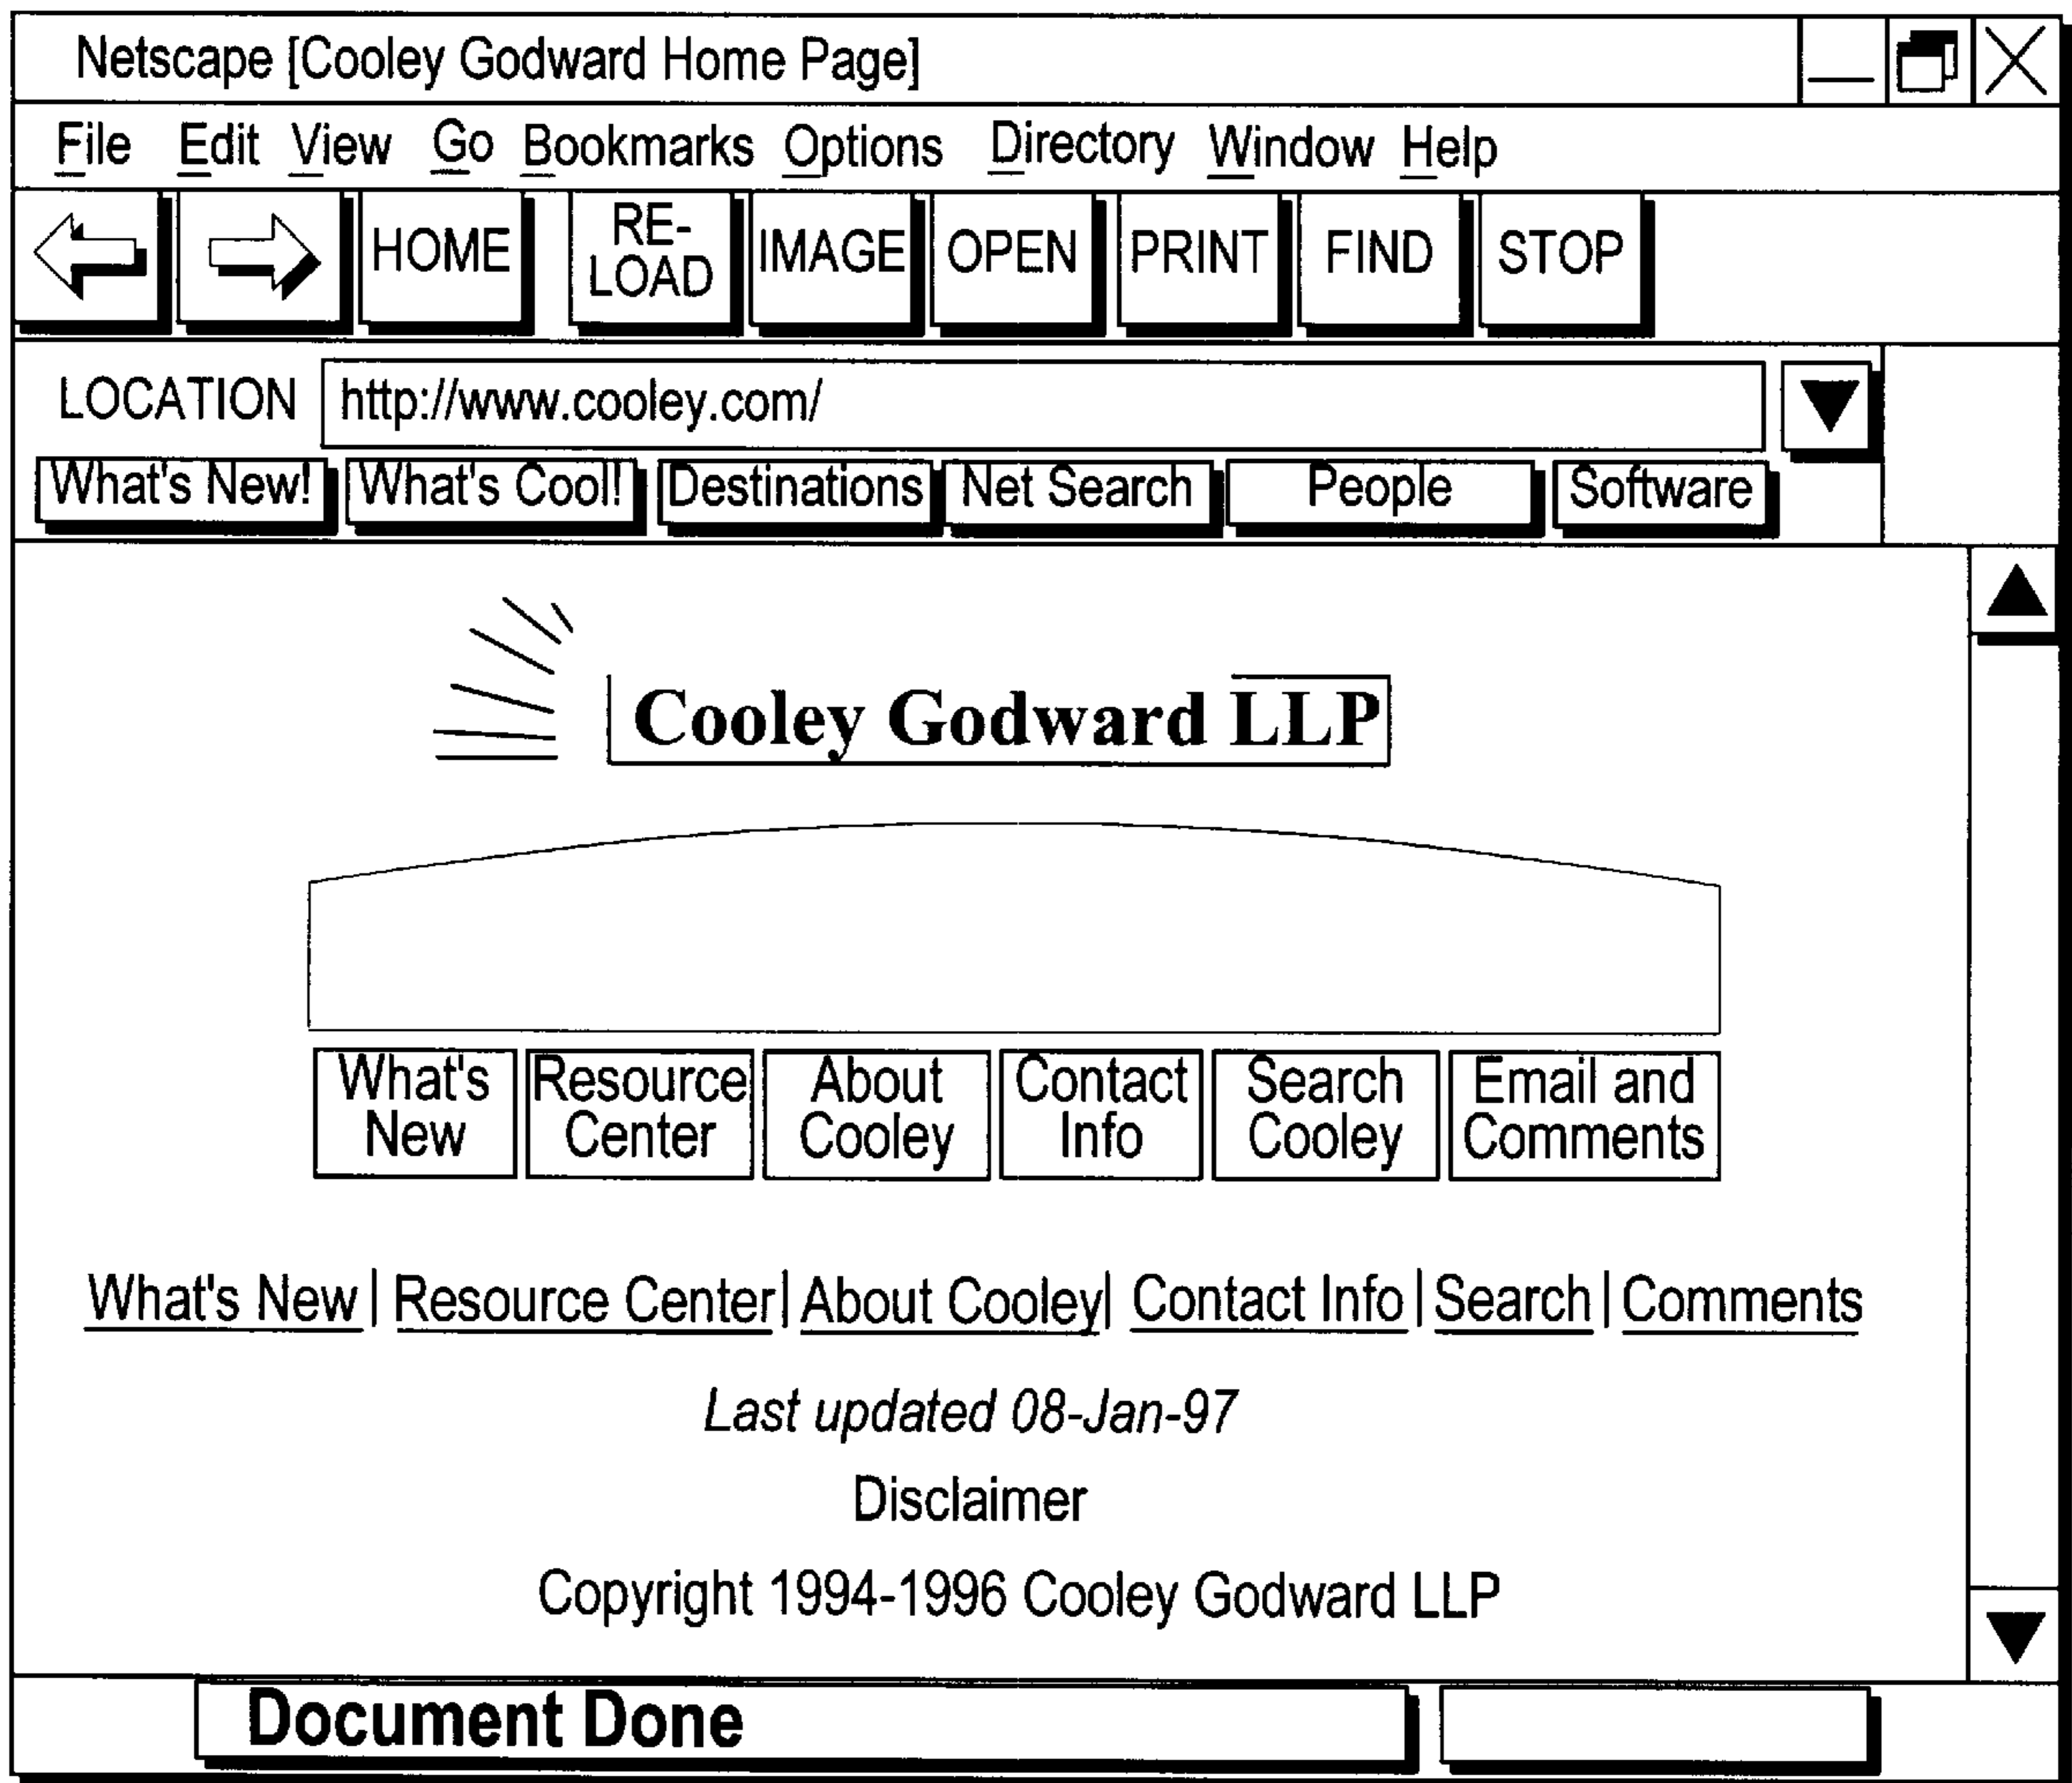 Netscape [Cooley Godward Home Page]
File Edit View Go Bookmarks Options Directory Window Help
HOME RE-LOAD IMAGE OPEN PRINT FIND STOP
LOCATION http://www.cooley.com/
What's New! What's Cool! Destinations Net Search People Software
Cooley Godward LLP
What's New Resource Center About Cooley Contact Info Search Cooley Email and Comments
What's New | Resource Center | About Cooley | Contact Info | Search | Comments
Last updated 08-Jan-97
Disclaimer
Copyright 1994-1996 Cooley Godward LLP
Document Done